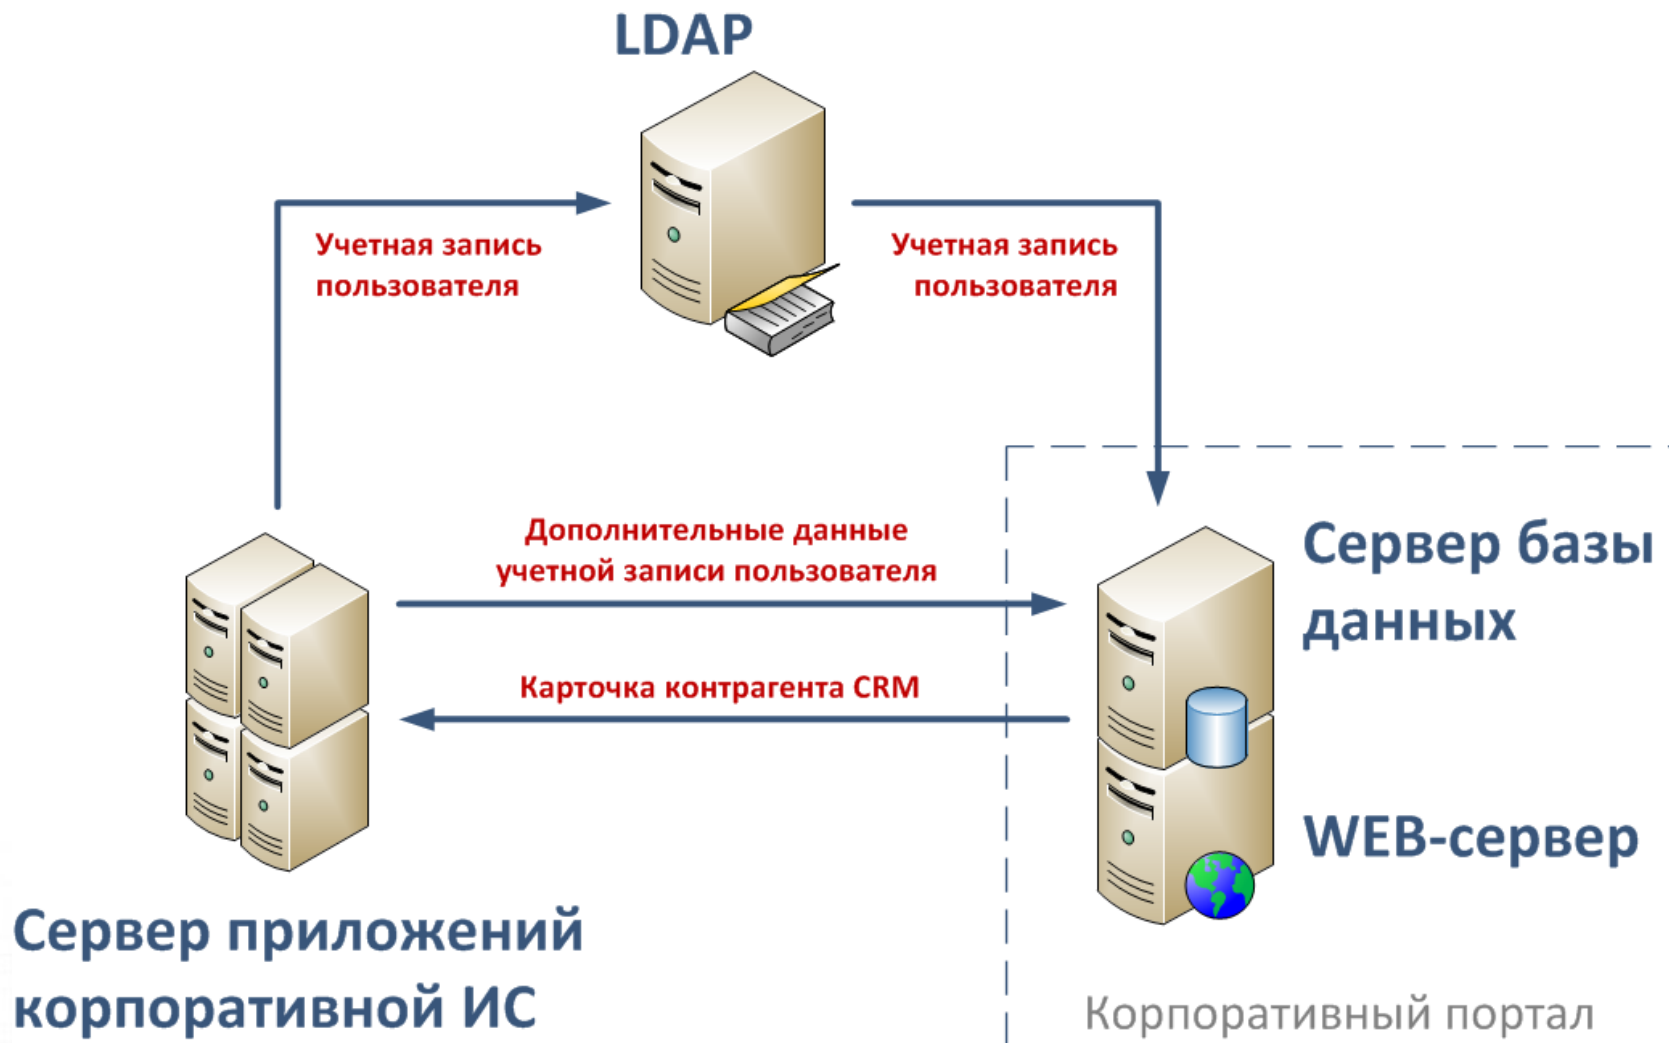 LDAP
Учетная запись
пользователя
Учетная запись
пользователя
Дополнительные данные
учетной записи пользователя
Карточка контрагента CRM
Сервер базы
данных
WEB-сервер
Сервер приложений
корпоративной ИС
Корпоративный портал